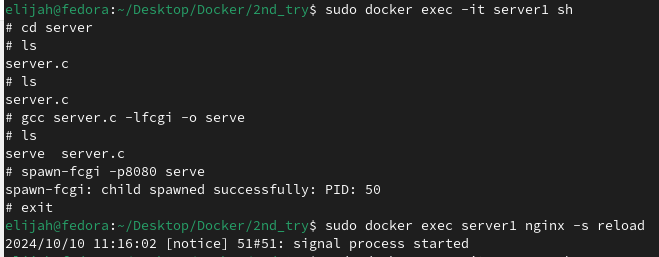 elijah@fedora:~/Desktop/Docker/2nd_try$ sudo docker exec -it server1 sh
# cd server
# ls
server.c
# ls
server.c
# gcc server.c -lfcgi -o serve
# ls
serve  server.c
# spawn-fcgi -p8080 serve
spawn-fcgi: child spawned successfully: PID: 50
# exit
elijah@fedora:~/Desktop/Docker/2nd_try$ sudo docker exec server1 nginx -s reload
2024/10/10 11:16:02 [notice] 51#51: signal process started